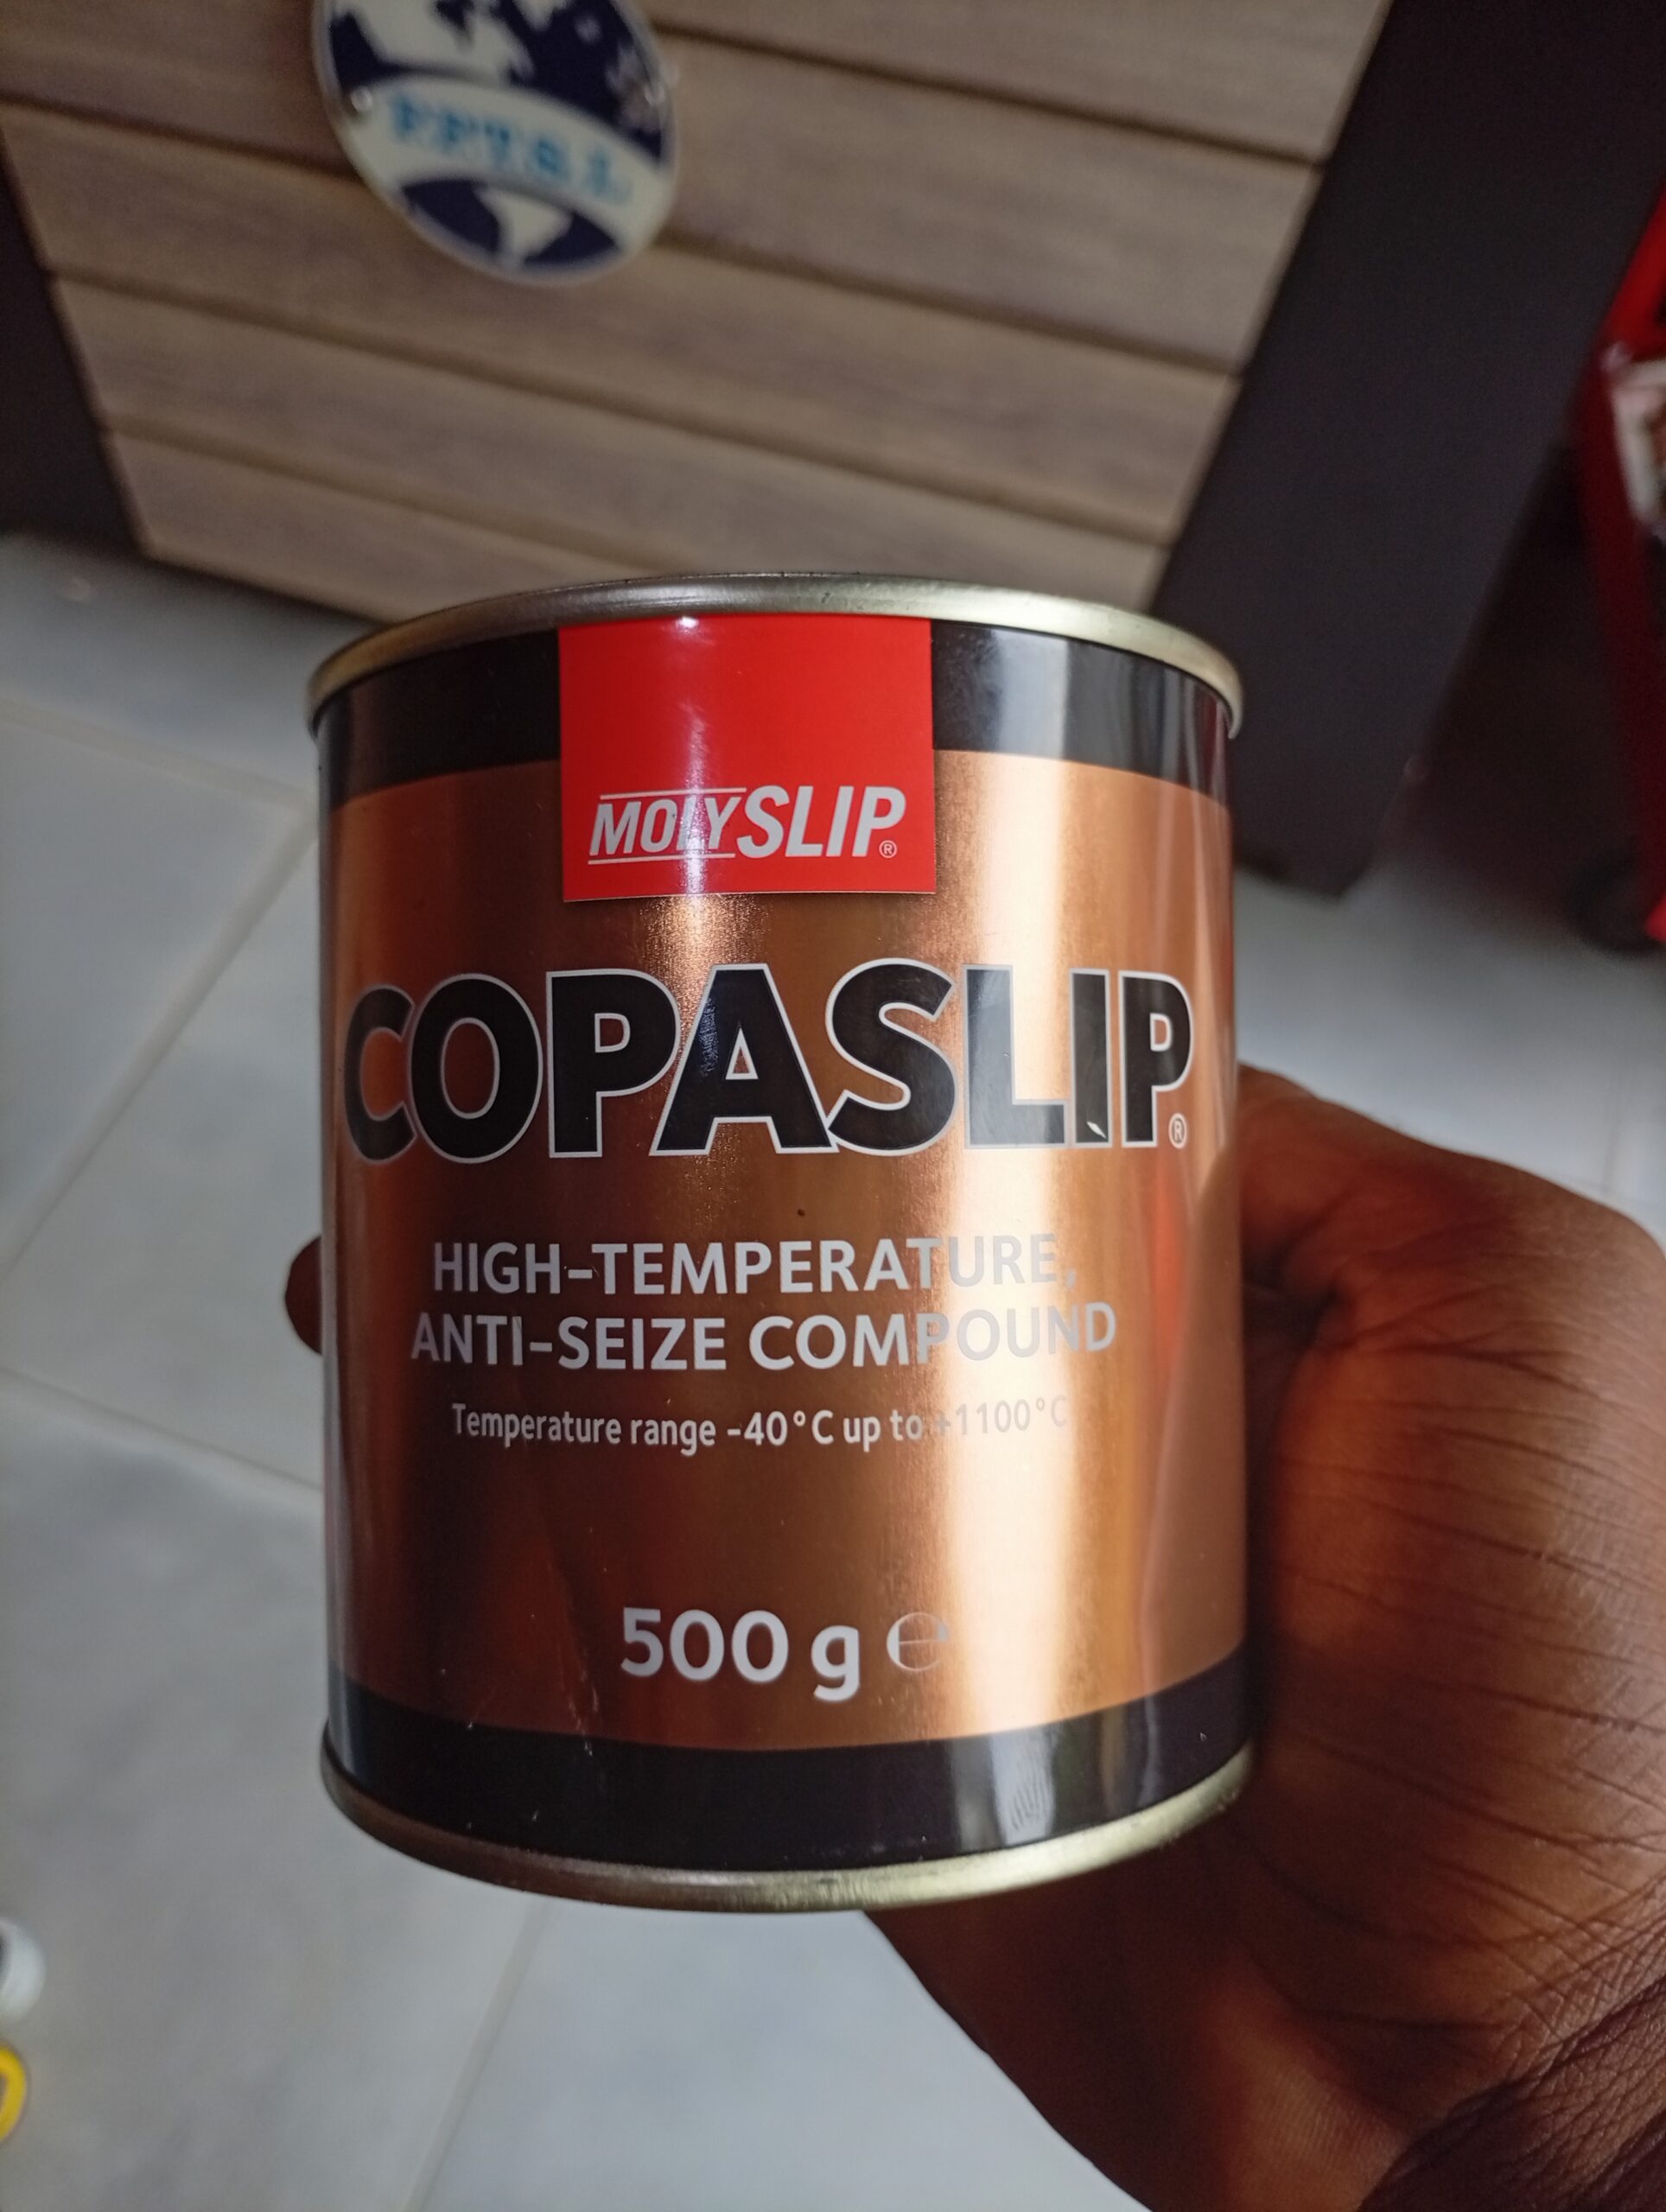 MOLYSLIP®
COPASLIP®
HIGH-TEMPERATURE,
ANTI-SEIZE COMPOUND
Temperature range -40°C up to +1100°C
500 g ℮